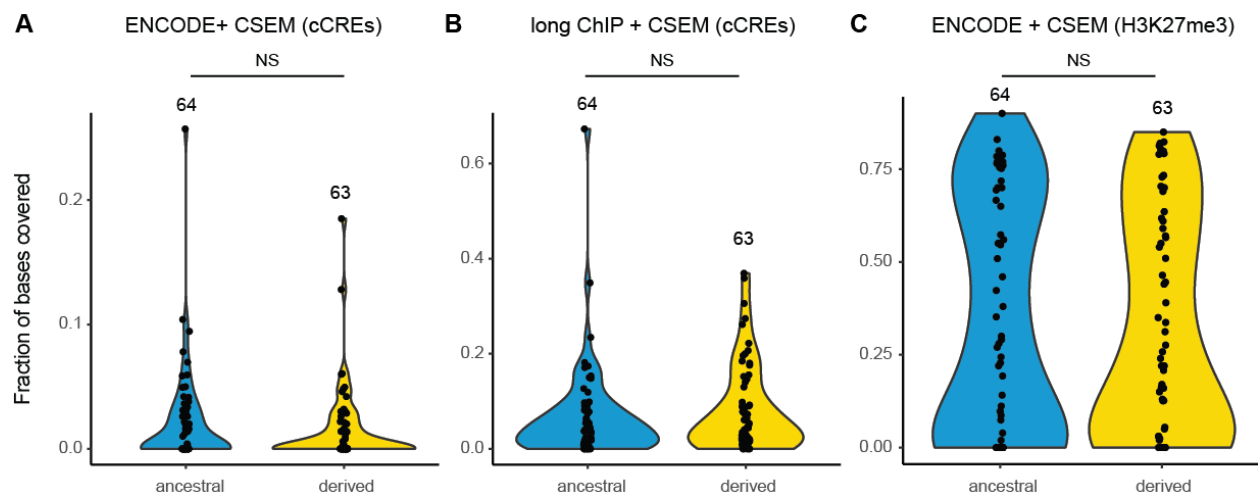 A ENCODE+ CSEM (cCREs)
NS
64
63
Fraction of bases covered
0.2
0.1
0.0
ancestral derived
B long ChIP + CSEM (cCREs)
NS
64
63
0.6
0.4
0.2
0.0
ancestral derived
C ENCODE + CSEM (H3K27me3)
NS
64
63
0.75
0.50
0.25
0.00
ancestral derived